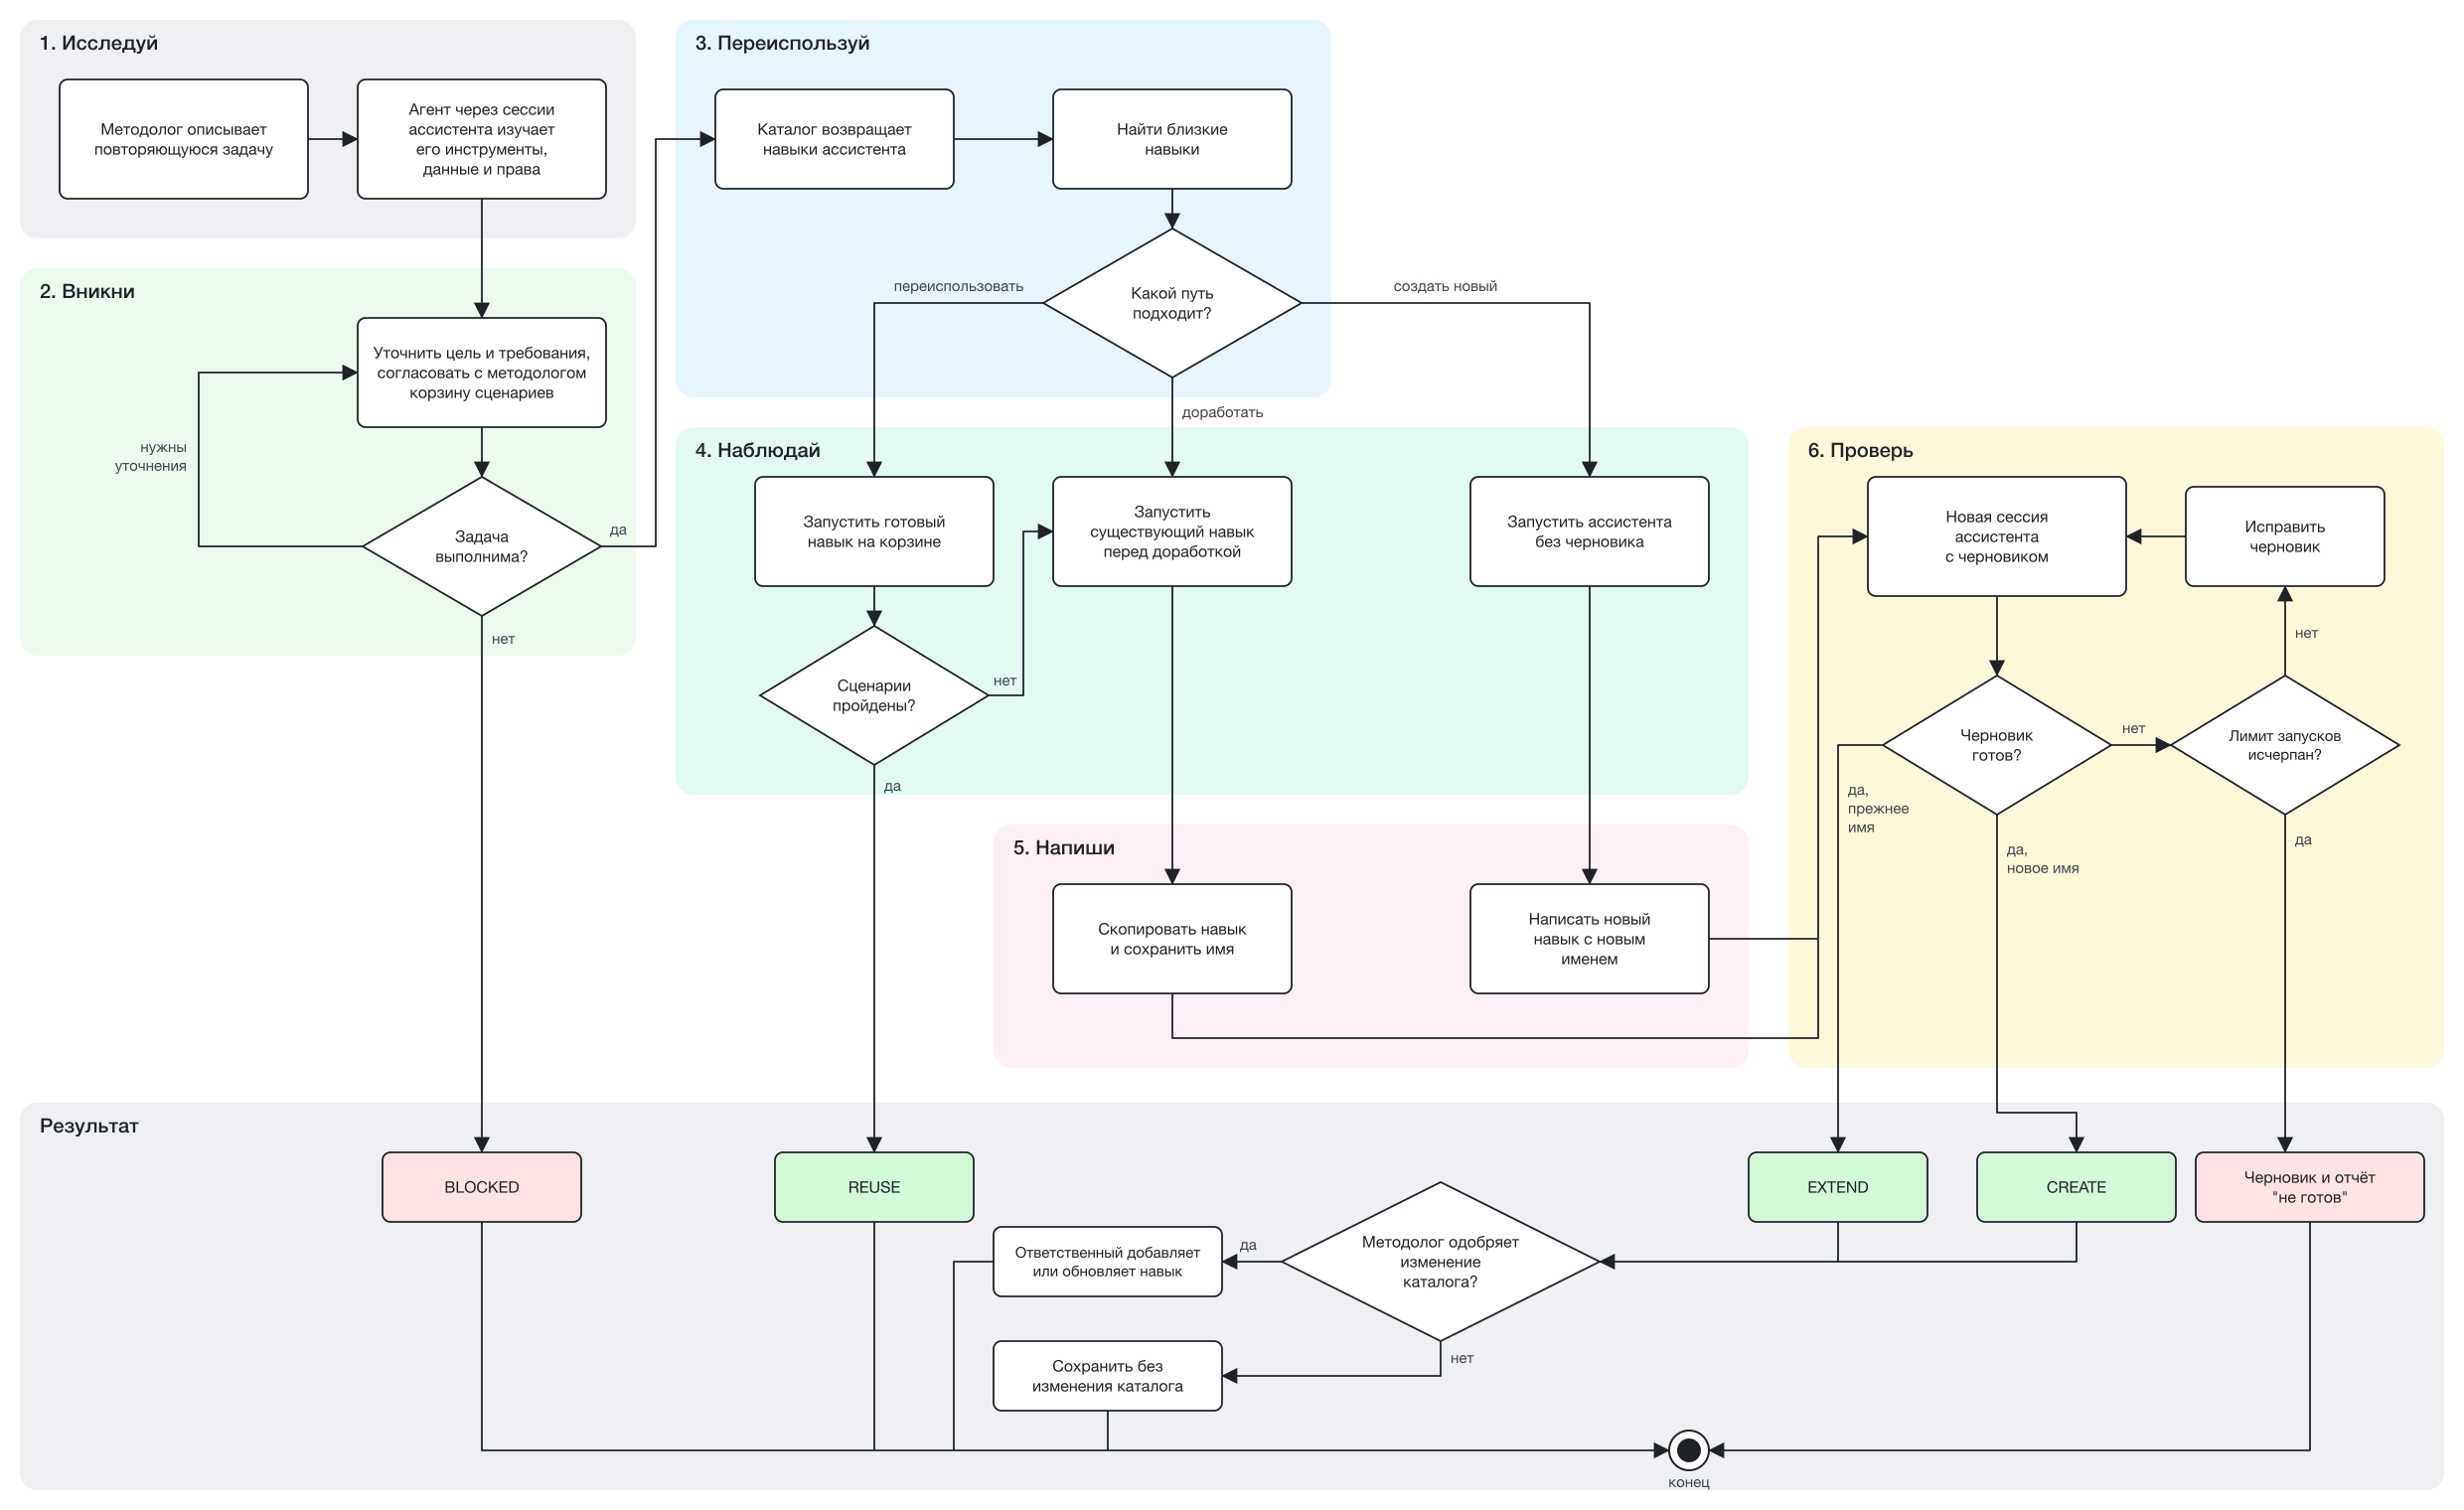 1. Исследуй
Методолог описывает
повторяющуюся задачу
Агент через сессии
ассистента изучает
его инструменты,
данные и права
2. Вникни
Уточнить цель и требования,
согласовать с методологом
корзину сценариев
нужны
уточнения
Задача
выполнима?
да
нет
3. Переиспользуй
Каталог возвращает
навыки ассистента
Найти близкие
навыки
Какой путь
подходит?
переиспользовать
создать новый
доработать
4. Наблюдай
Запустить готовый
навык на корзине
Запустить
существующий навык
перед доработкой
Запустить ассистента
без черновика
Сценарии
пройдены?
нет
да
5. Напиши
Скопировать навык
и сохранить имя
Написать новый
навык с новым
именем
6. Проверь
Новая сессия
ассистента
с черновиком
Исправить
черновик
нет
Черновик
готов?
нет
Лимит запусков
исчерпан?
да,
прежнее
имя
да,
новое имя
да
Результат
BLOCKED
REUSE
EXTEND
CREATE
Черновик и отчёт
"не готов"
Ответственный добавляет
или обновляет навык
да
Методолог одобряет
изменение
каталога?
нет
Сохранить без
изменения каталога
конец